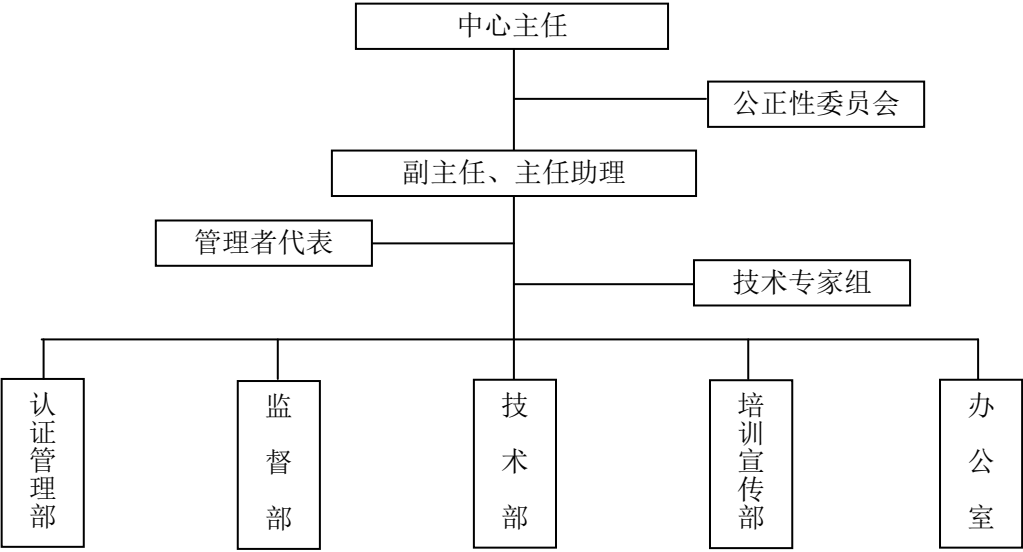 中心主任
公正性委员会
副主任、主任助理
管理者代表
技术专家组
认证管理部
监督部
技术部
培训宣传部
办公室